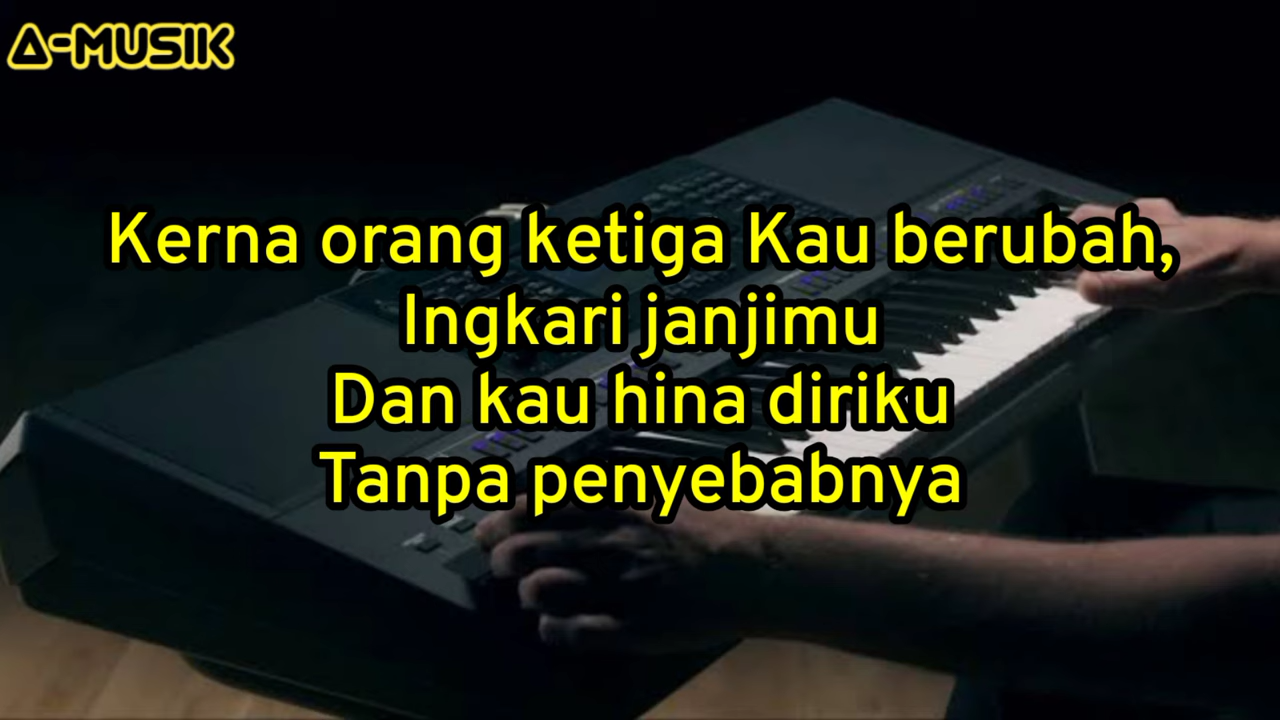 A-MUSIK
Kerna orang ketiga Kau berubah,
Ingkari janjimu
Dan kau hina diriku
Tanpa penyebabnya